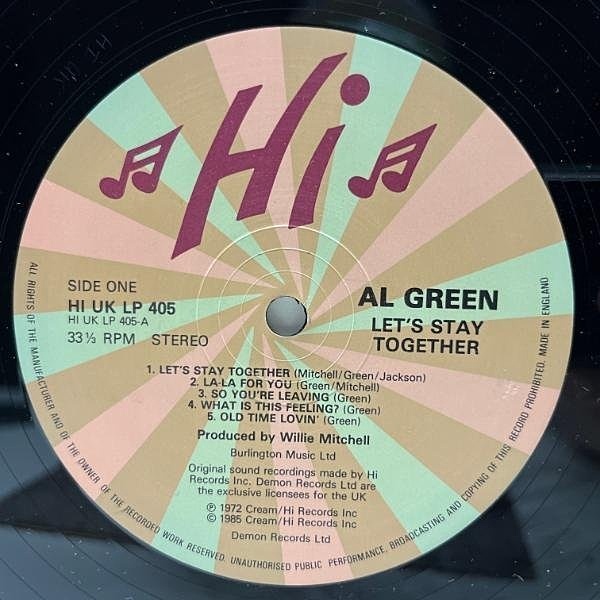 Hi
SIDE ONE
HI UK LP 405
HI UK LP 405-A
33⅓ RPM STEREO
AL GREEN
LET'S STAY
TOGETHER
1. LET'S STAY TOGETHER (Mitchell/Green/Jackson)
2. LA-LA FOR YOU (Green/Mitchell)
3. SO YOU'RE LEAVING (Green)
4. WHAT IS THIS FEELING? (Green)
5. OLD TIME LOVIN' (Green)
Produced by Willie Mitchell
Burlington Music Ltd
Original sound recordings made by Hi
Records Inc. Demon Records Ltd are
the exclusive licensees for the UK
Ⓟ 1972 Cream/Hi Records Inc
© 1985 Cream/Hi Records Inc
Demon Records Ltd
ALL RIGHTS OF THE MANUFACTURER AND OF THE OWNER OF THE RECORDED WORK RESERVED. UNAUTHORISED PUBLIC PERFORMANCE, BROADCASTING AND COPYING OF THIS RECORD PROHIBITED. MADE IN ENGLAND